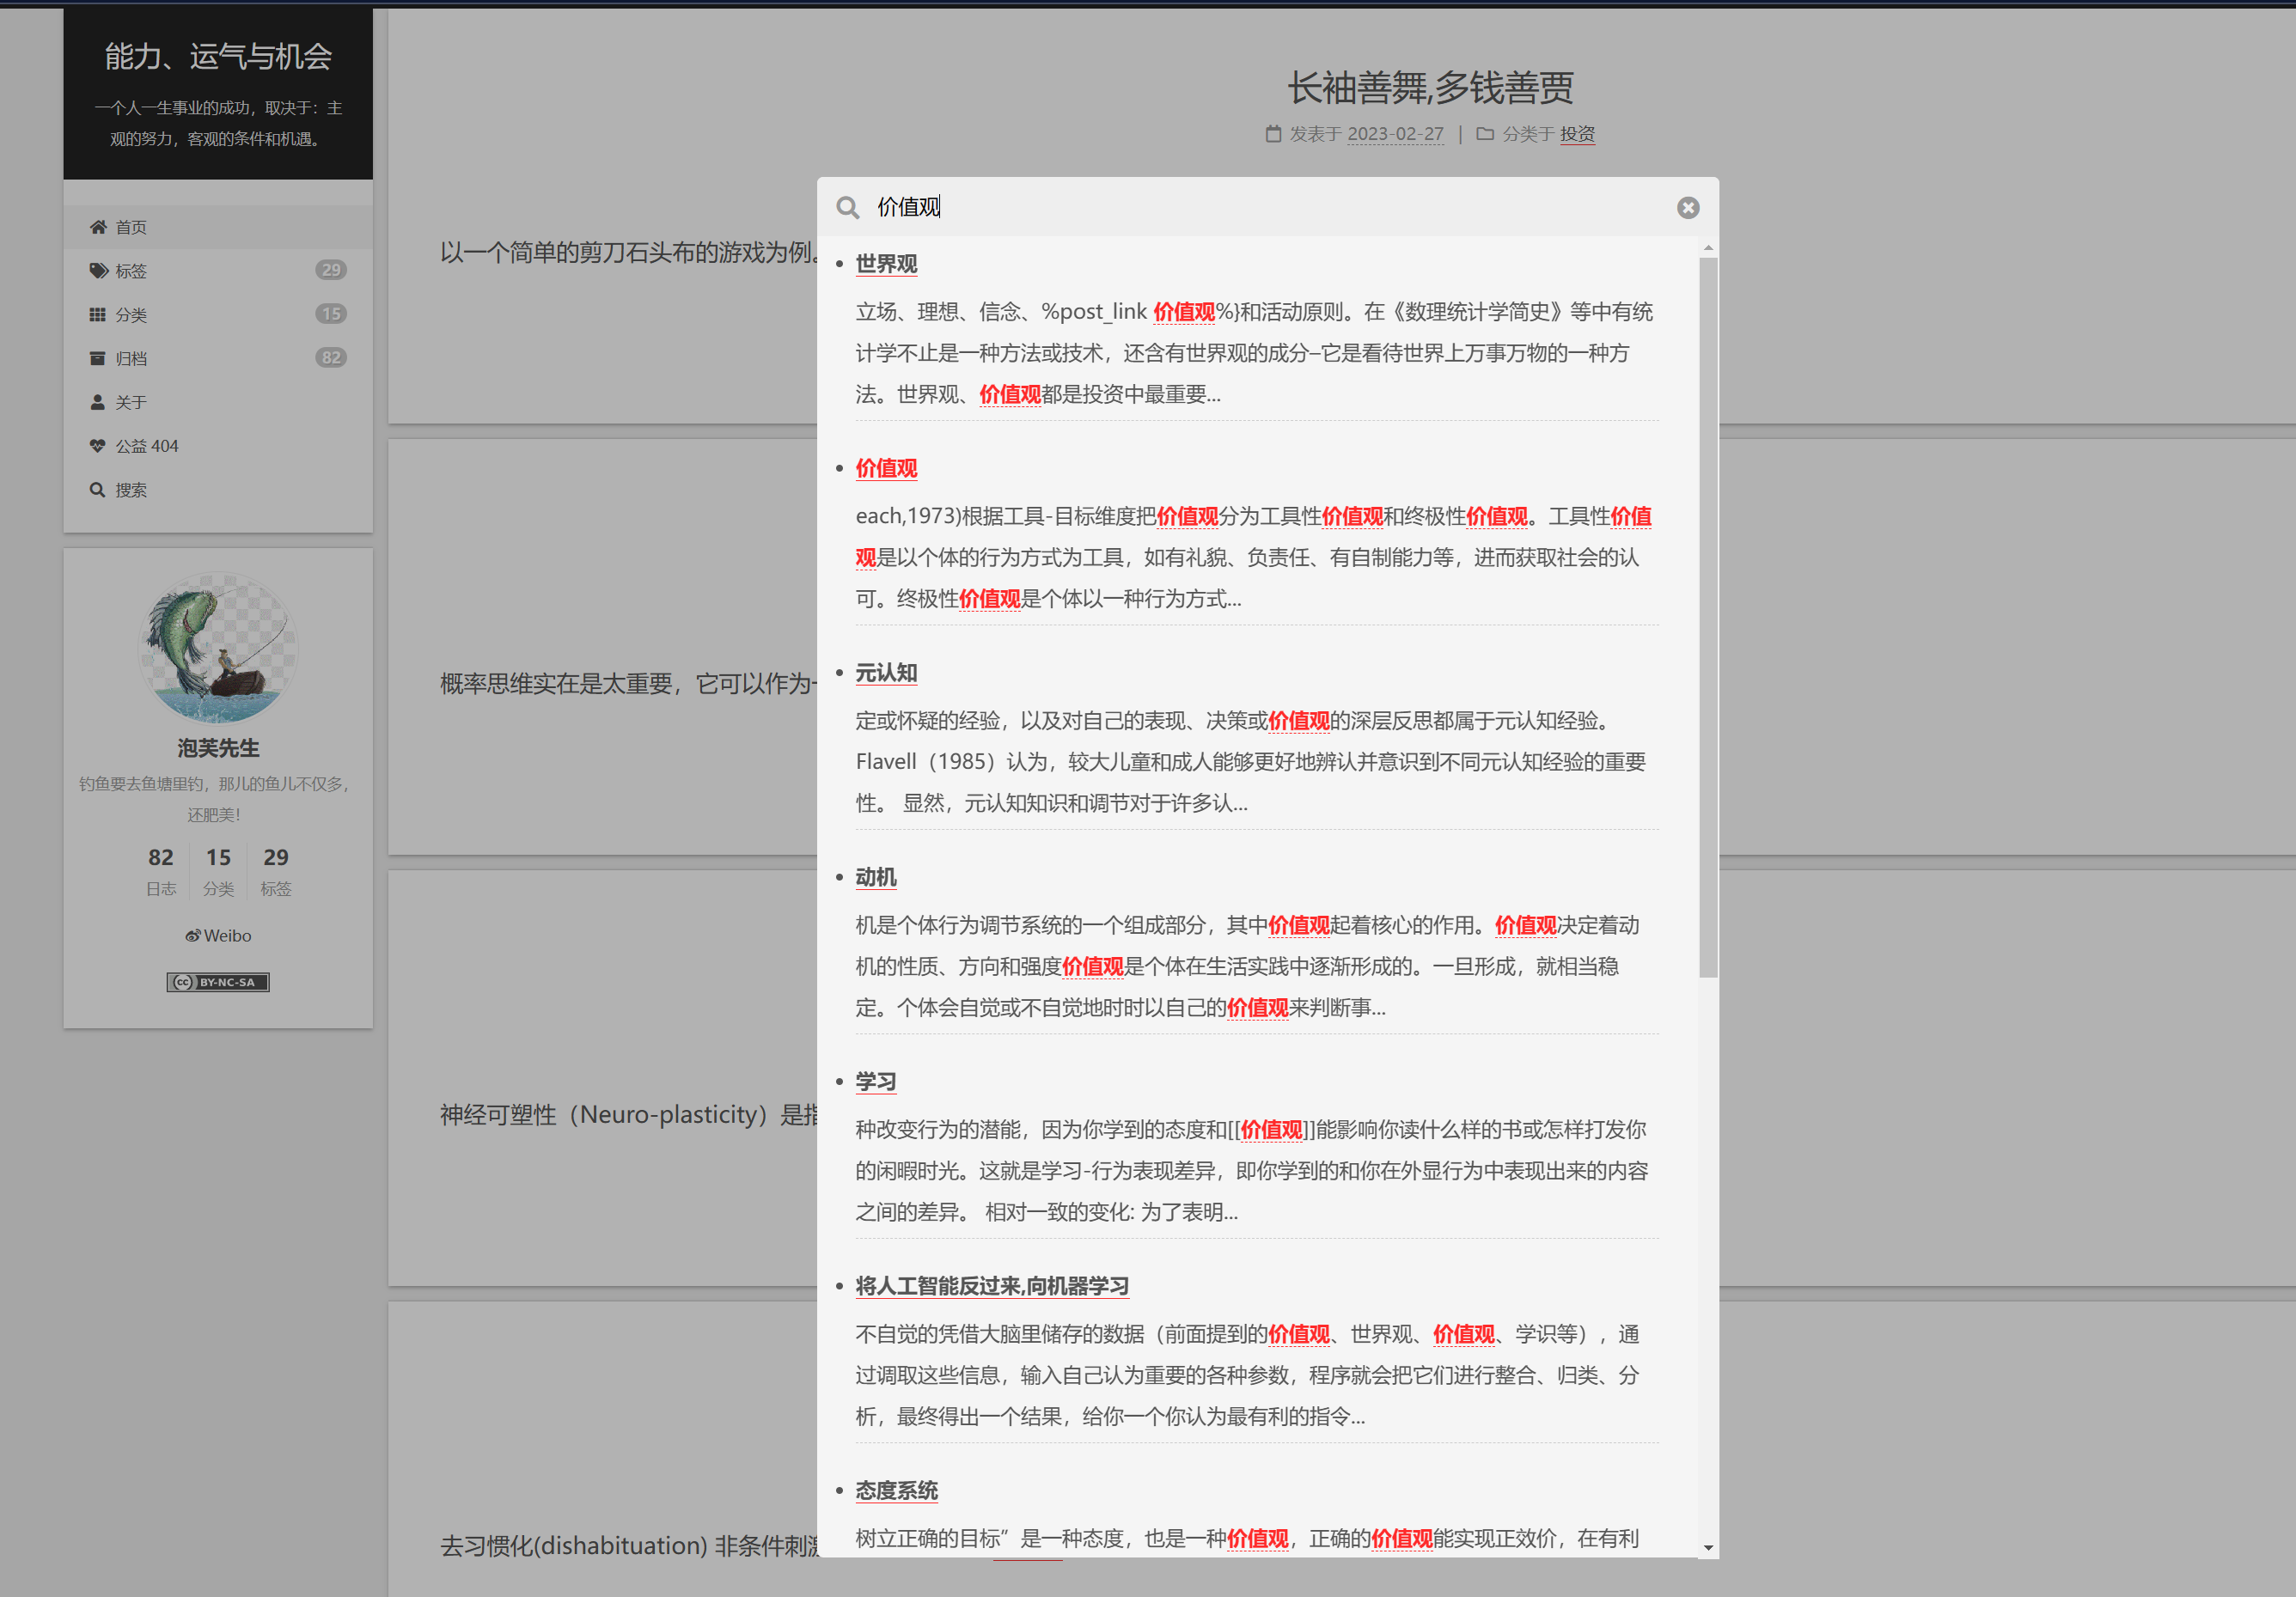 能力、运气与机会
一个人一生事业的成功，取决于：主
观的努力，客观的条件和机遇。
首页
标签 29
分类 15
归档 82
关于
公益 404
搜索
泡芙先生
钓鱼要去鱼塘里钓，那儿的鱼儿不仅多，
还肥美！
82 15 29
日志 分类 标签
Weibo
cc BY-NC-SA
长袖善舞,多钱善贾
发表于 2023-02-27 | 分类于 投资
以一个简单的剪刀石头布的游戏为例。
概率思维实在是太重要，它可以作为
神经可塑性（Neuro-plasticity）是指
去习惯化(dishabituation) 非条件刺激
价值观
世界观
立场、理想、信念、%post_link 价值观%}和活动原则。在《数理统计学简史》等中有统
计学不止是一种方法或技术，还含有世界观的成分–它是看待世界上万事万物的一种方
法。世界观、价值观都是投资中最重要...
价值观
each,1973)根据工具-目标维度把价值观分为工具性价值观和终极性价值观。工具性价值
观是以个体的行为方式为工具，如有礼貌、负责任、有自制能力等，进而获取社会的认
可。终极性价值观是个体以一种行为方式...
元认知
定或怀疑的经验，以及对自己的表现、决策或价值观的深层反思都属于元认知经验。
Flavell（1985）认为，较大儿童和成人能够更好地辨认并意识到不同元认知经验的重要
性。 显然，元认知知识和调节对于许多认...
动机
机是个体行为调节系统的一个组成部分，其中价值观起着核心的作用。价值观决定着动
机的性质、方向和强度价值观是个体在生活实践中逐渐形成的。一旦形成，就相当稳
定。个体会自觉或不自觉地时时以自己的价值观来判断事...
学习
种改变行为的潜能，因为你学到的态度和[[价值观]]能影响你读什么样的书或怎样打发你
的闲暇时光。这就是学习-行为表现差异，即你学到的和你在外显行为中表现出来的内容
之间的差异。 相对一致的变化: 为了表明...
将人工智能反过来,向机器学习
不自觉的凭借大脑里储存的数据（前面提到的价值观、世界观、价值观、学识等），通
过调取这些信息，输入自己认为重要的各种参数，程序就会把它们进行整合、归类、分
析，最终得出一个结果，给你一个你认为最有利的指令...
态度系统
树立正确的目标”是一种态度，也是一种价值观，正确的价值观能实现正效价，在有利